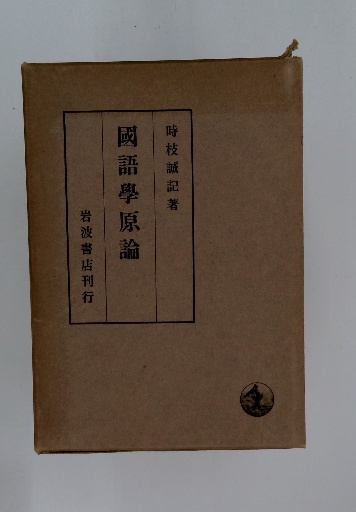 時枝誠記著
國語學原論
岩波書店刊行